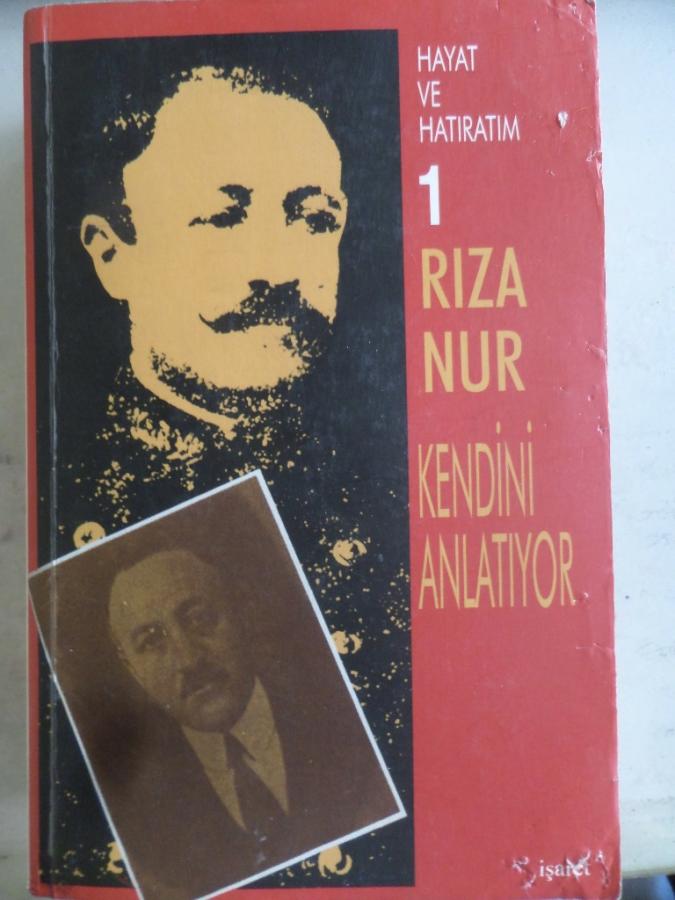 HAYAT
VE
HATIRATIM
1
RIZA
NUR
KENDİNİ
ANLATIYOR
işaret